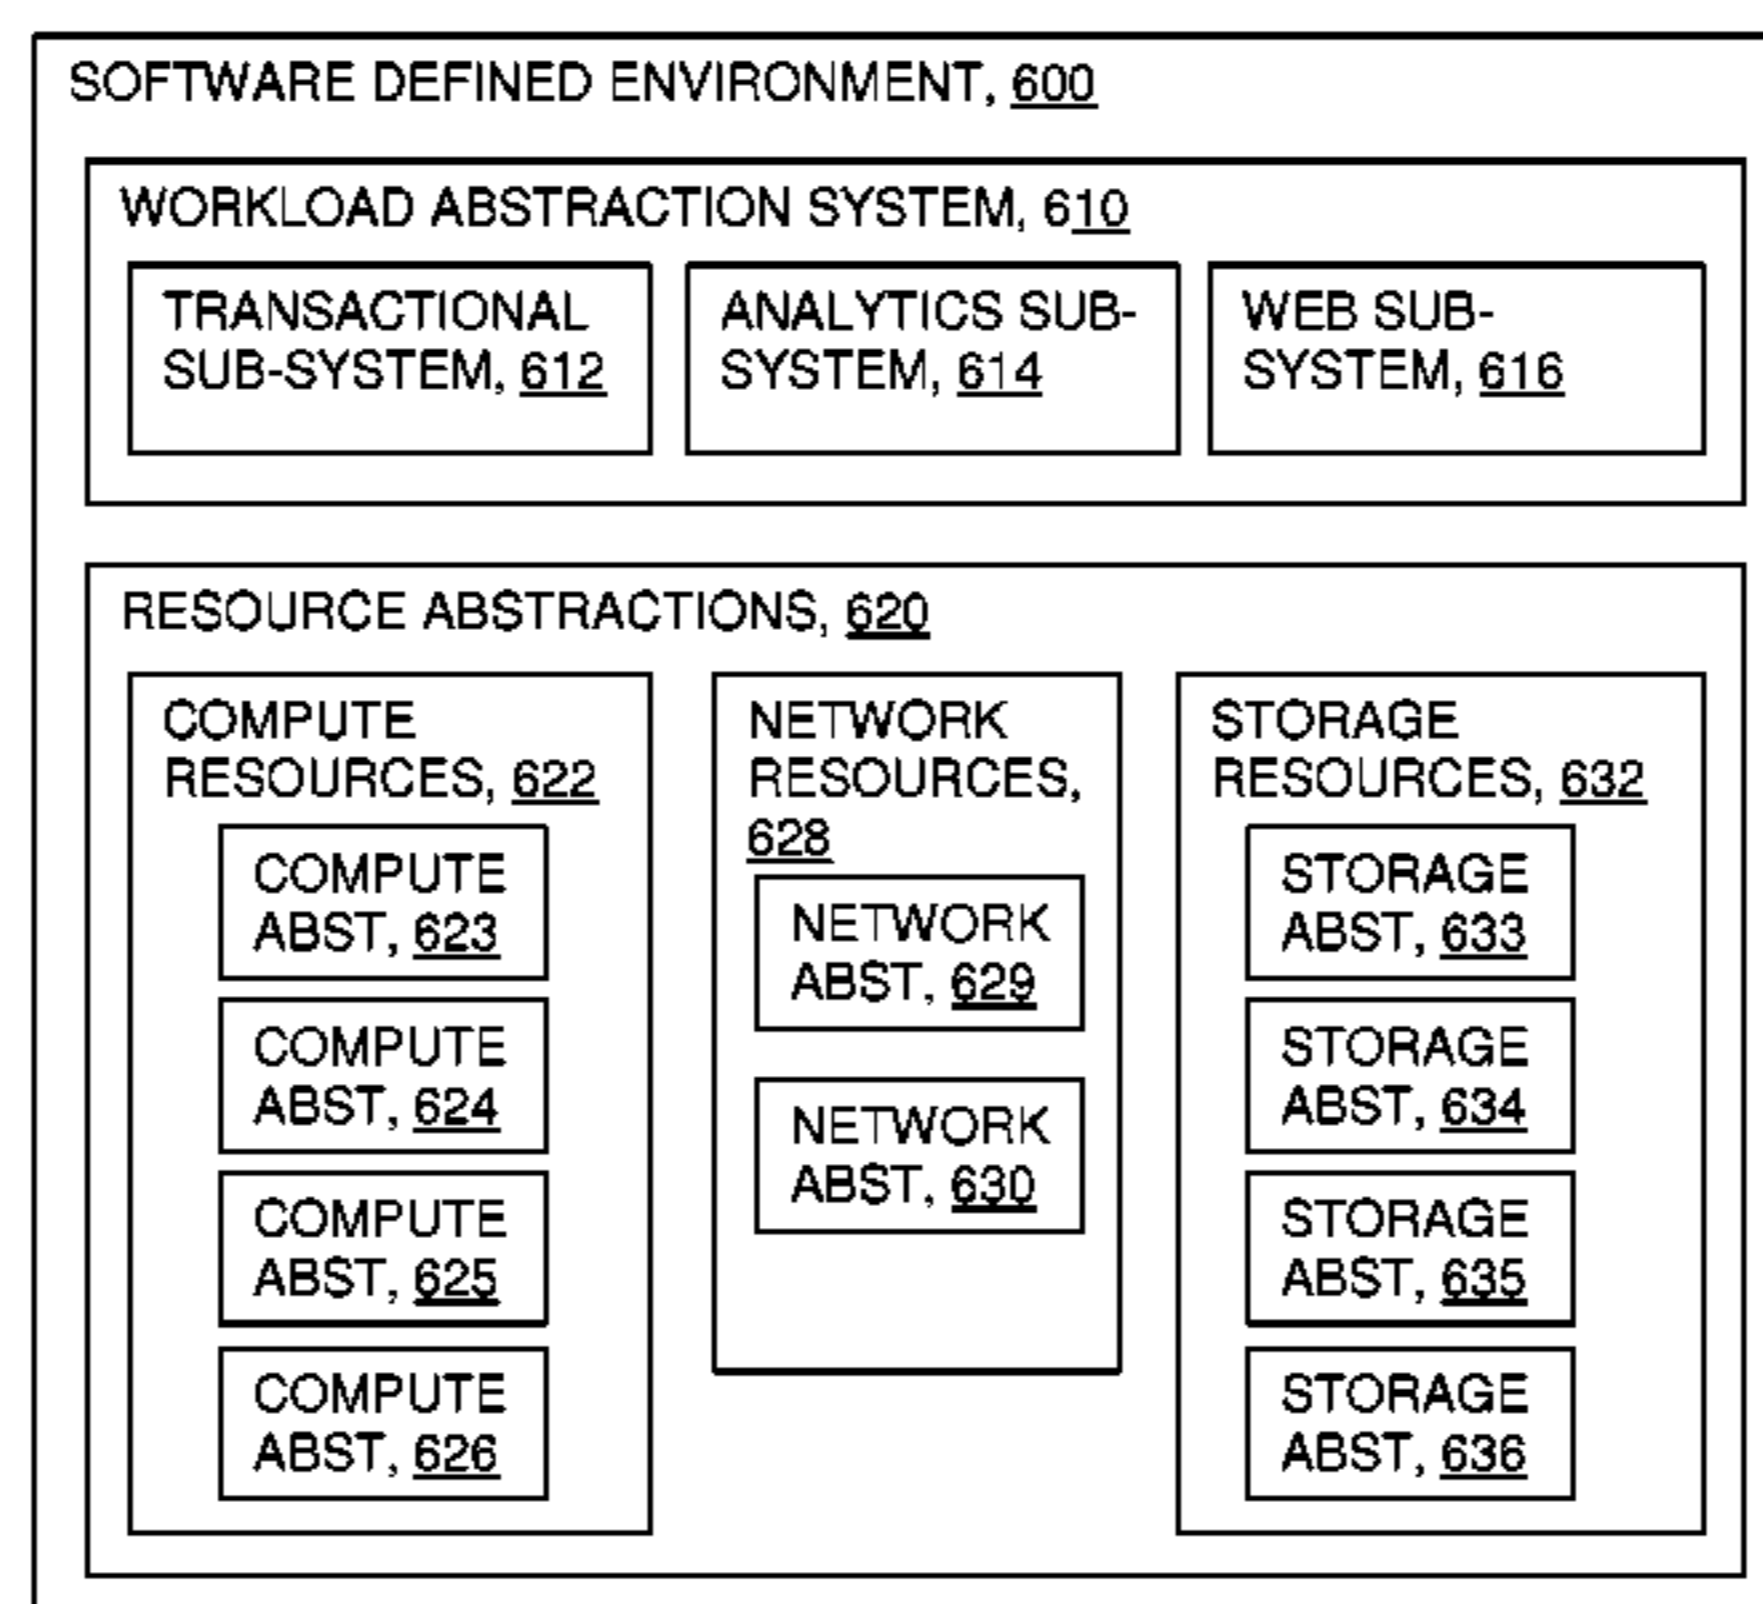 SOFTWARE DEFINED ENVIRONMENT, 600
WORKLOAD ABSTRACTION SYSTEM, 610
TRANSACTIONAL
SUB-SYSTEM, 612
ANALYTICS SUB-
SYSTEM, 614
WEB SUB-
SYSTEM, 616
RESOURCE ABSTRACTIONS, 620
COMPUTE
RESOURCES, 622
COMPUTE
ABST, 623
COMPUTE
ABST, 624
COMPUTE
ABST, 625
COMPUTE
ABST, 626
NETWORK
RESOURCES,
628
NETWORK
ABST, 629
NETWORK
ABST, 630
STORAGE
RESOURCES, 632
STORAGE
ABST, 633
STORAGE
ABST, 634
STORAGE
ABST, 635
STORAGE
ABST, 636